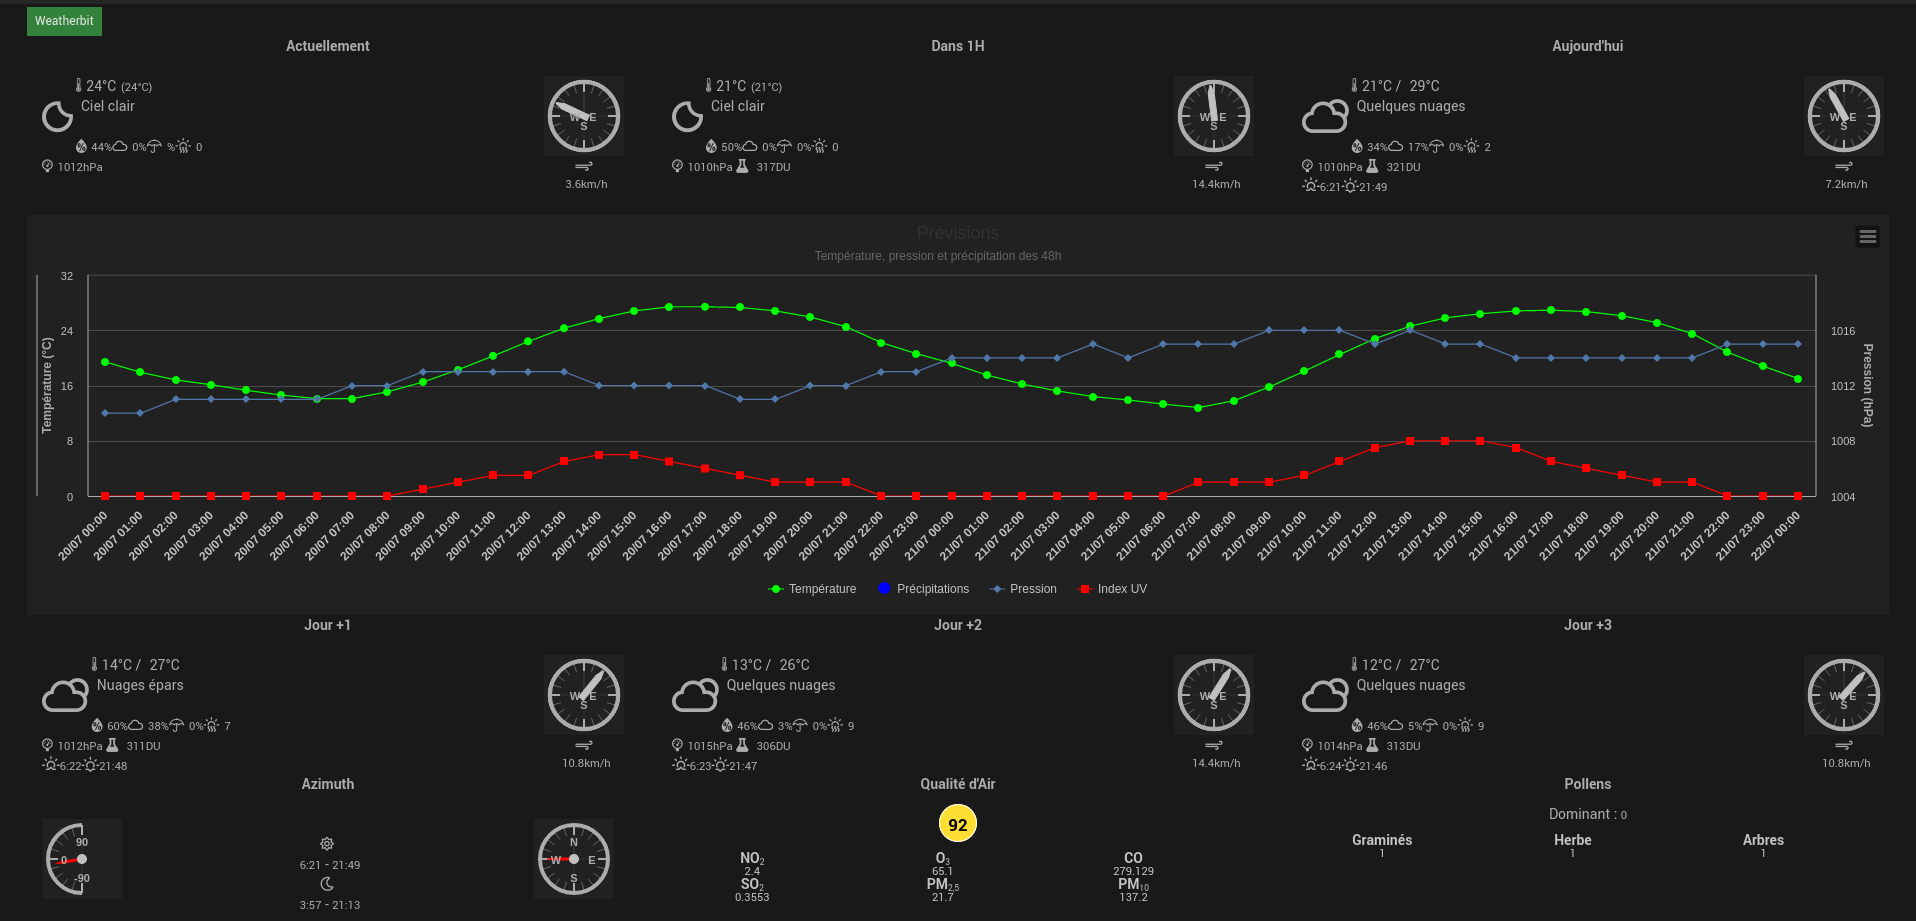 Weatherbit
Actuellement
24°C (24°C)
Ciel clair
44% 0% % 0
1012hPa
W E
S
3.6km/h
Dans 1H
21°C (21°C)
Ciel clair
50% 0% 0% 0
1010hPa 317DU
W E
S
14.4km/h
Aujourd'hui
21°C / 29°C
Quelques nuages
34% 17% 0% 2
1010hPa 321DU
6:21 21:49
W E
S
7.2km/h
Prévisions
Température, pression et précipitation des 48h
Température (°C)
32
24
16
8
0
1016
1012
1008
1004
Pression (hPa)
20/07 00:00
20/07 01:00
20/07 02:00
20/07 03:00
20/07 04:00
20/07 05:00
20/07 06:00
20/07 07:00
20/07 08:00
20/07 09:00
20/07 10:00
20/07 11:00
20/07 12:00
20/07 13:00
20/07 14:00
20/07 15:00
20/07 16:00
20/07 17:00
20/07 18:00
20/07 19:00
20/07 20:00
20/07 21:00
20/07 22:00
20/07 23:00
21/07 00:00
21/07 01:00
21/07 02:00
21/07 03:00
21/07 04:00
21/07 05:00
21/07 06:00
21/07 07:00
21/07 08:00
21/07 09:00
21/07 10:00
21/07 11:00
21/07 12:00
21/07 13:00
21/07 14:00
21/07 15:00
21/07 16:00
21/07 17:00
21/07 18:00
21/07 19:00
21/07 20:00
21/07 21:00
21/07 22:00
21/07 23:00
22/07 00:00
Température Précipitations Pression Index UV
Jour +1
14°C / 27°C
Nuages épars
60% 38% 0% 7
1012hPa 311DU
6:22 21:48
W E
S
10.8km/h
Jour +2
13°C / 26°C
Quelques nuages
46% 3% 0% 9
1015hPa 306DU
6:23 21:47
W E
S
14.4km/h
Jour +3
12°C / 27°C
Quelques nuages
46% 5% 0% 9
1014hPa 313DU
6:24 21:46
W E
S
10.8km/h
Azimuth
90
0
-90
6:21 - 21:49
3:57 - 21:13
N
W E
S
Qualité d'Air
92
NO2 O3 CO
2.4 65.1 279.129
SO2 PM2,5 PM10
0.3553 21.7 137.2
Pollens
Dominant : 0
Graminés Herbe Arbres
1 1 1